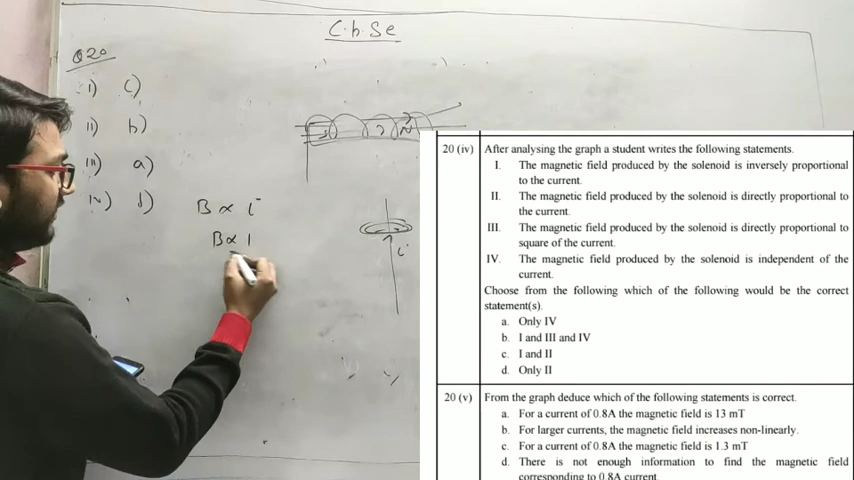 C.b.Se
Q20
i) c)
ii) b)
iii) a)
iv) d)
B ∝ i
B ∝ 1
i
20 (iv) After analysing the graph a student writes the following statements.
I. The magnetic field produced by the solenoid is inversely proportional
to the current.
II. The magnetic field produced by the solenoid is directly proportional to
the current.
III. The magnetic field produced by the solenoid is directly proportional to
square of the current.
IV. The magnetic field produced by the solenoid is independent of the
current.
Choose from the following which of the following would be the correct
statement(s).
a. Only IV
b. I and III and IV
c. I and II
d. Only II
20 (v) From the graph deduce which of the following statements is correct.
a. For a current of 0.8A the magnetic field is 13 mT
b. For larger currents, the magnetic field increases non-linearly.
c. For a current of 0.8A the magnetic field is 1.3 mT
d. There is not enough information to find the magnetic field
corresponding to 0.8A current.